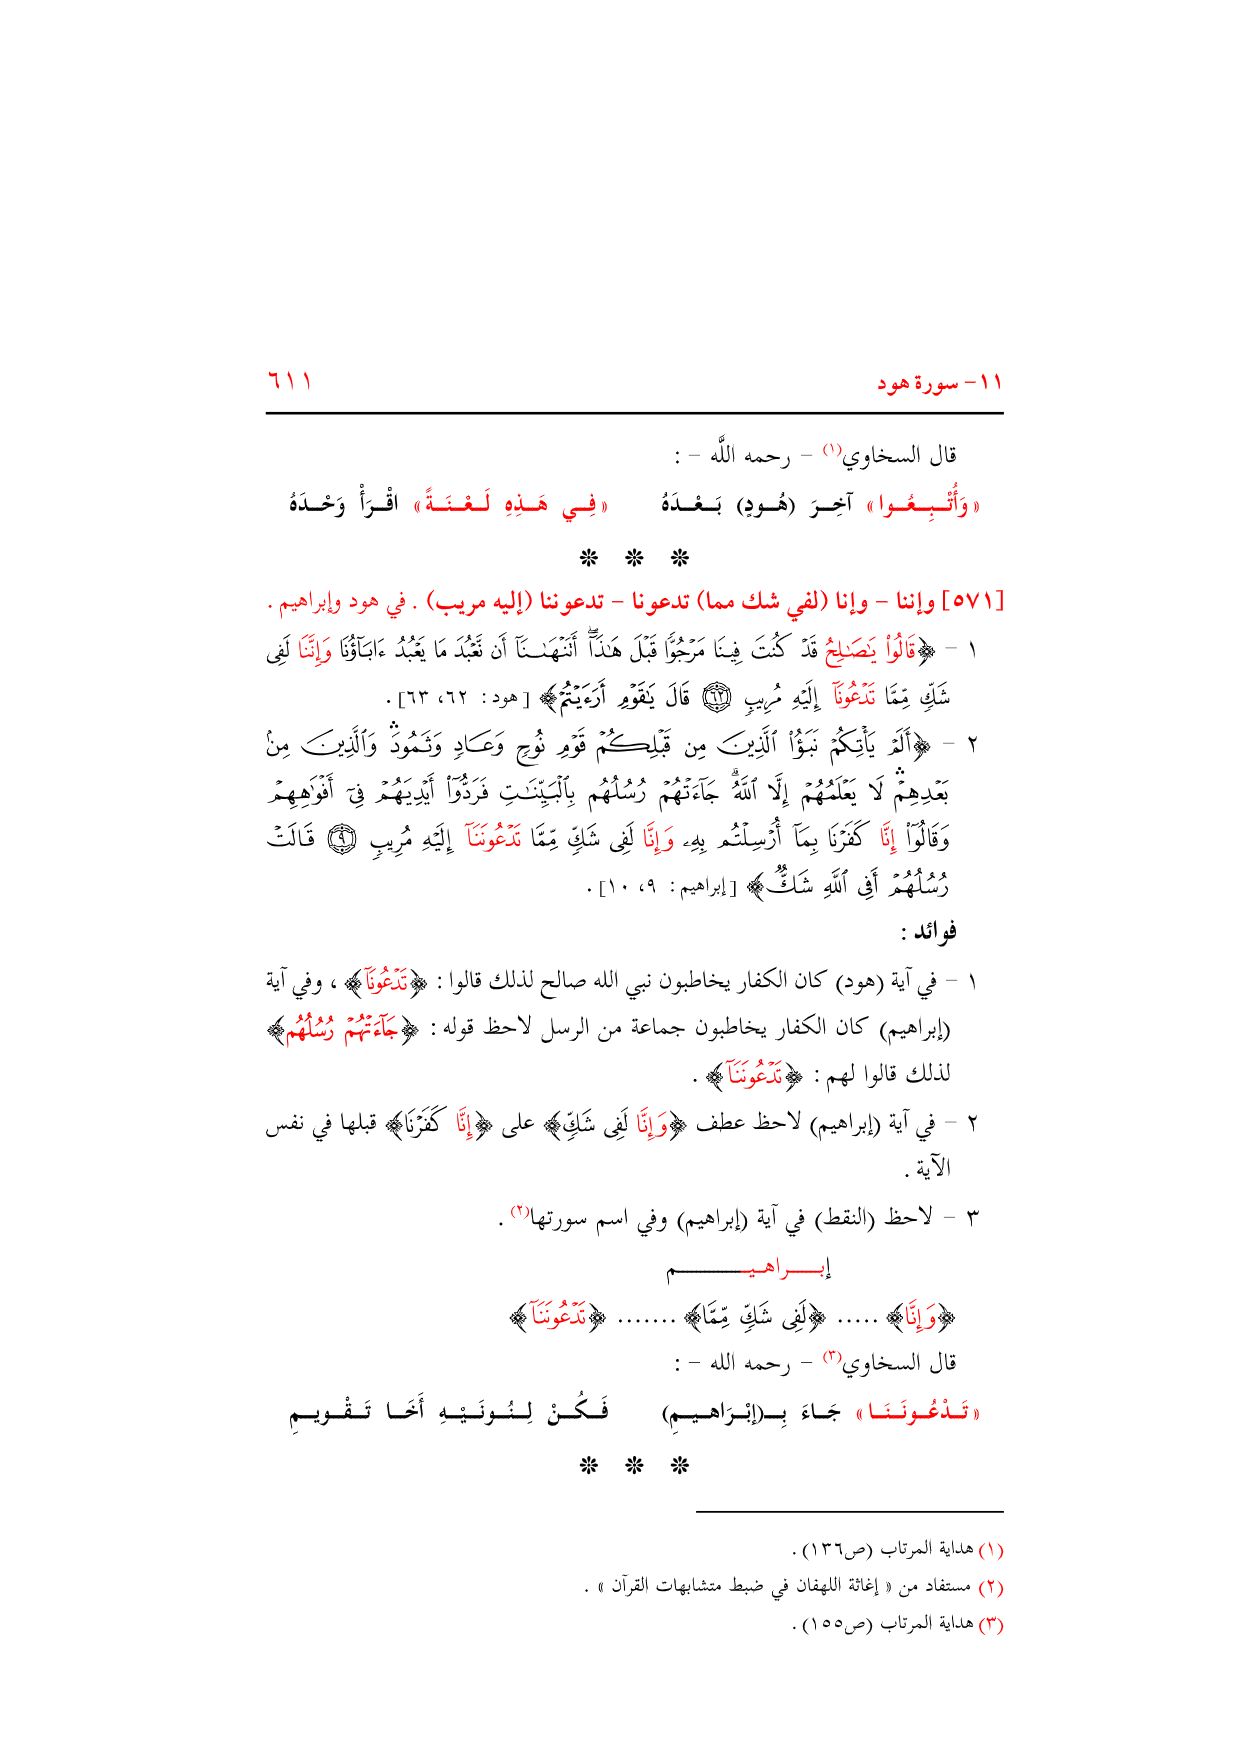 ١١- سورة هود
٦١١
قال السخاوي(١) – رحمه اللَّه – :
«وَأُتْبِعُوا» آخِرَ (هُودٍ) بَعْدَهُ «فِي هَذِهِ لَعْنَةً» اقْرَأْ وَحْدَهُ
❊ ❊ ❊
[٥٧١] وإننا – وإنا (لفي شك مما) تدعونا – تدعوننا (إليه مريب) . في هود وإبراهيم .
١ – ﴿قَالُوا۟ يَٰصَٰلِحُ قَدْ كُنتَ فِينَا مَرْجُوًّا قَبْلَ هَٰذَآ ۖ أَتَنْهَىٰنَآ أَن نَّعْبُدَ مَا يَعْبُدُ ءَابَآؤُنَا وَإِنَّنَا لَفِى
شَكٍّ مِّمَّا تَدْعُونَآ إِلَيْهِ مُرِيبٍ ٦٢ قَالَ يَٰقَوْمِ أَرَءَيْتُمْ﴾ [هود: ٦٢، ٦٣] .
٢ – ﴿أَلَمْ يَأْتِكُمْ نَبَؤُا۟ ٱلَّذِينَ مِن قَبْلِكُمْ قَوْمِ نُوحٍ وَعَادٍ وَثَمُودَ ۛ وَٱلَّذِينَ مِنۢ
بَعْدِهِمْ ۛ لَا يَعْلَمُهُمْ إِلَّا ٱللَّهُ ۚ جَآءَتْهُمْ رُسُلُهُم بِٱلْبَيِّنَٰتِ فَرَدُّوٓا۟ أَيْدِيَهُمْ فِىٓ أَفْوَٰهِهِمْ
وَقَالُوٓا۟ إِنَّا كَفَرْنَا بِمَآ أُرْسِلْتُم بِهِۦ وَإِنَّا لَفِى شَكٍّ مِّمَّا تَدْعُونَنَآ إِلَيْهِ مُرِيبٍ ٩ قَالَتْ
رُسُلُهُمْ أَفِى ٱللَّهِ شَكٌّ﴾ [إبراهيم: ٩، ١٠] .
فوائد :
١ – في آية (هود) كان الكفار يخاطبون نبي الله صالح لذلك قالوا : ﴿تَدْعُونَآ﴾ ، وفي آية
(إبراهيم) كان الكفار يخاطبون جماعة من الرسل لاحظ قوله : ﴿جَآءَتْهُمْ رُسُلُهُم﴾
لذلك قالوا لهم : ﴿تَدْعُونَنَآ﴾ .
٢ – في آية (إبراهيم) لاحظ عطف ﴿وَإِنَّا لَفِى شَكٍّ﴾ على ﴿إِنَّا كَفَرْنَا﴾ قبلها في نفس
الآية .
٣ – لاحظ (النقط) في آية (إبراهيم) وفي اسم سورتها(٢) .
إبـــراهيــــــــم
﴿وَإِنَّا﴾ ..... ﴿لَفِى شَكٍّ مِّمَّا﴾ ....... ﴿تَدْعُونَنَآ﴾
قال السخاوي(٣) – رحمه الله – :
«تَدْعُونَنَا» جَاءَ بِـ(إِبْرَاهِيمِ) فَكُنْ لِنُونَيْهِ أَخَا تَقْوِيمِ
❊ ❊ ❊
(١) هداية المرتاب (ص١٣٦) .
(٢) مستفاد من « إغاثة اللهفان في ضبط متشابهات القرآن » .
(٣) هداية المرتاب (ص١٥٥) .